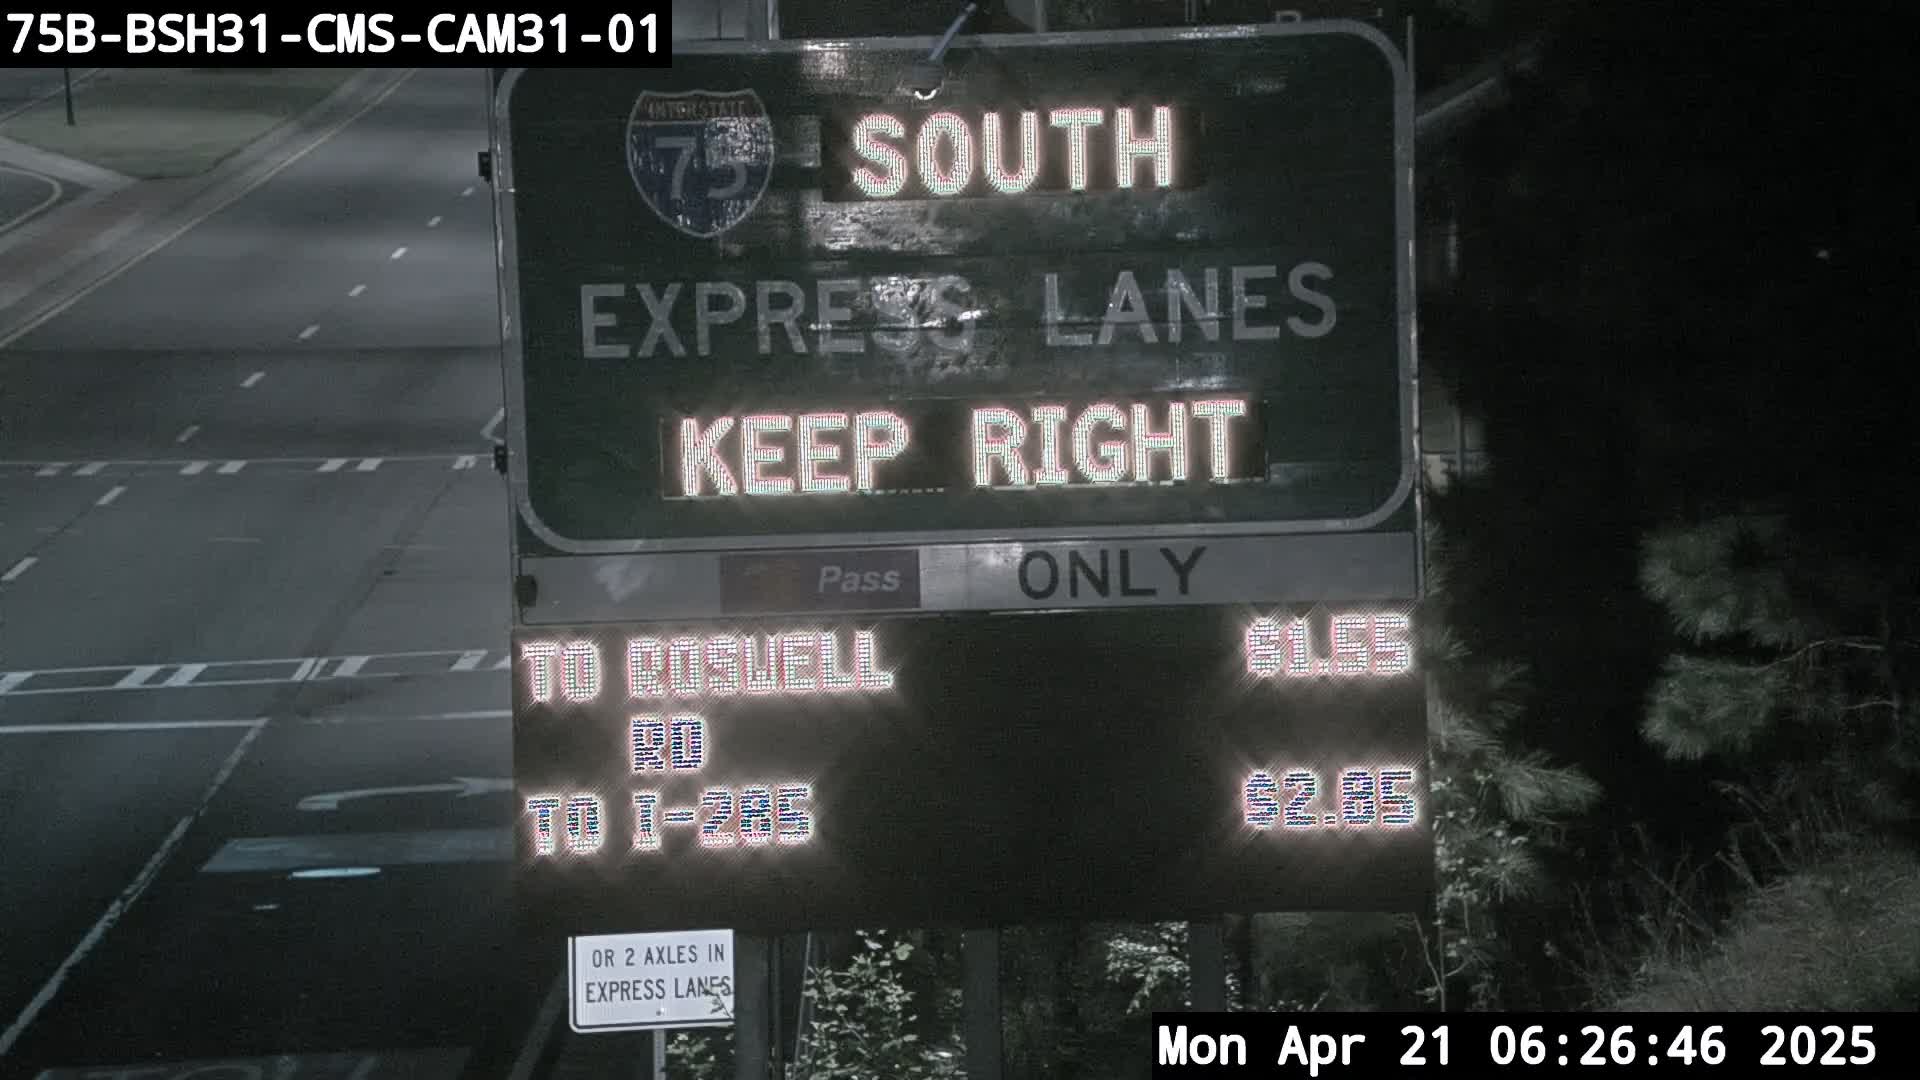 75B-BSH31-CMS-CAM31-01
INTERSTATE
75
SOUTH
EXPRESS LANES
KEEP RIGHT
Pass ONLY
TO ROSWELL $1.55
RD
TO I-285 $2.85
OR 2 AXLES IN
EXPRESS LANES
Mon Apr 21 06:26:46 2025